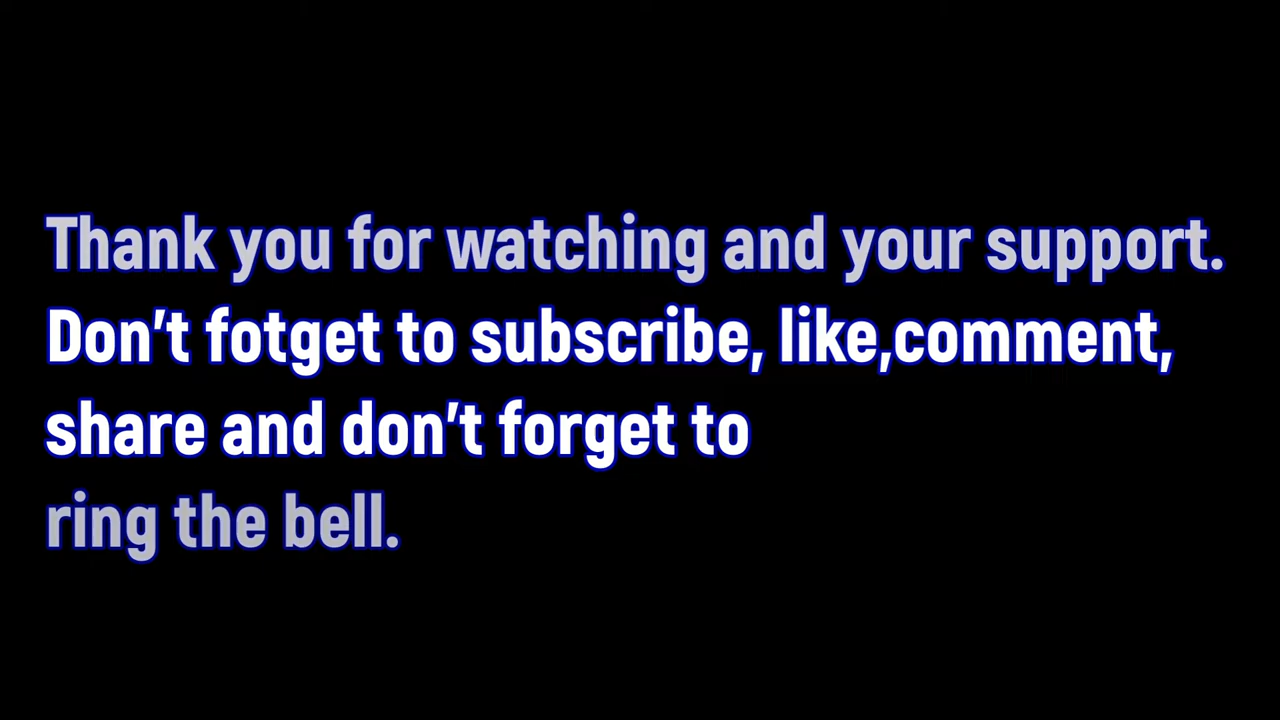 Thank you for watching and your support.
Don't fotget to subscribe, like,comment,
share and don't forget to
ring the bell.